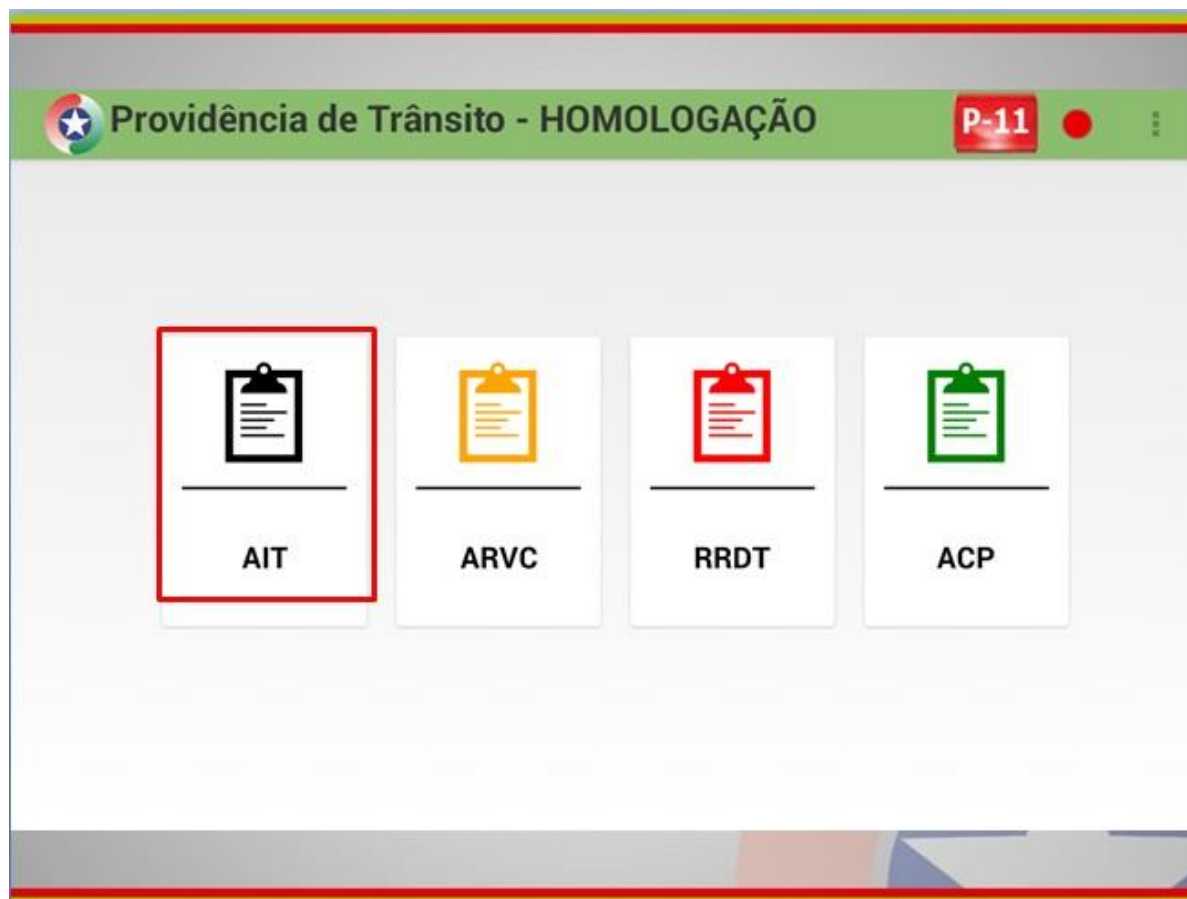 Providência de Trânsito - HOMOLOGAÇÃO P-11
AIT ARVC RRDT ACP